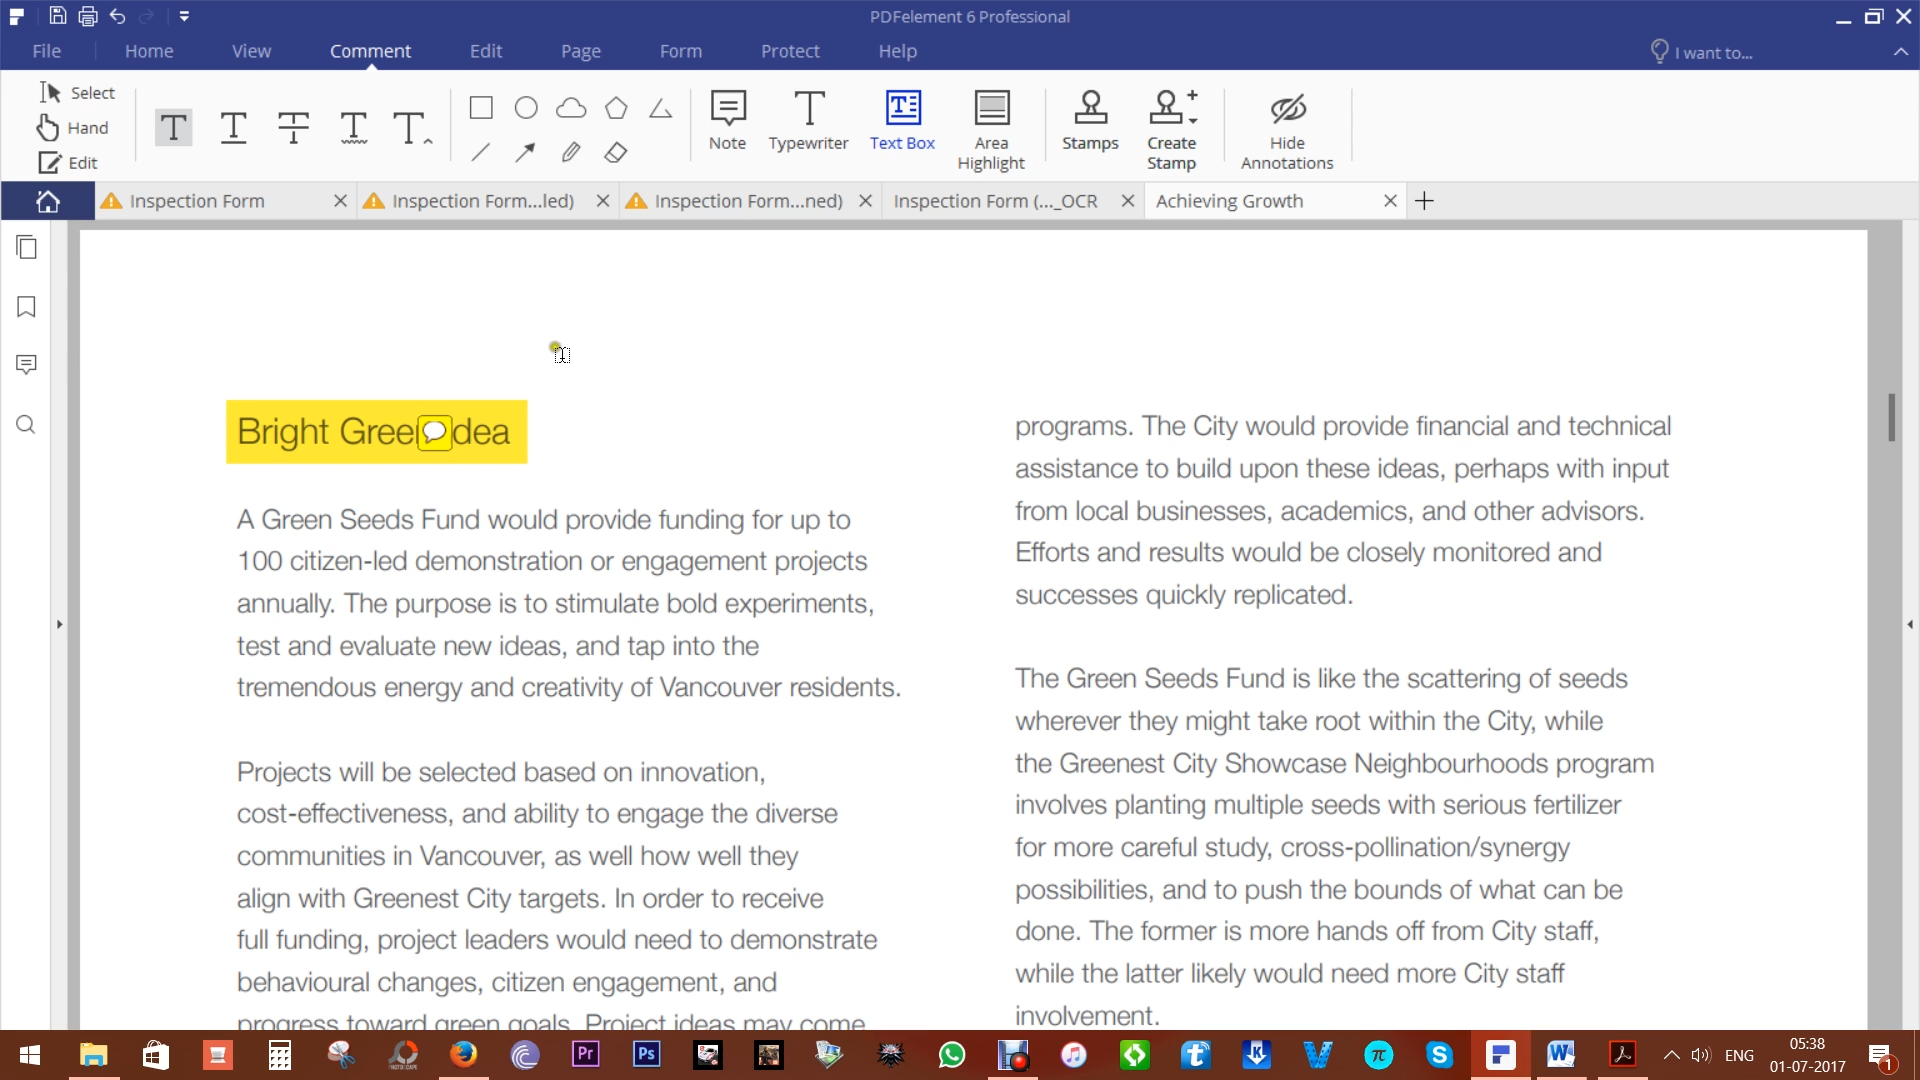 PDFelement 6 Professional
File Home View Comment Edit Page Form Protect Help I want to...
Select
Hand
Edit
Note
Typewriter
Text Box
Area
Highlight
Stamps
Create
Stamp
Hide
Annotations
Inspection Form
Inspection Form...led)
Inspection Form...ned)
Inspection Form (..._OCR
Achieving Growth
Bright Green dea
A Green Seeds Fund would provide funding for up to
100 citizen-led demonstration or engagement projects
annually. The purpose is to stimulate bold experiments,
test and evaluate new ideas, and tap into the
tremendous energy and creativity of Vancouver residents.
Projects will be selected based on innovation,
cost-effectiveness, and ability to engage the diverse
communities in Vancouver, as well how well they
align with Greenest City targets. In order to receive
full funding, project leaders would need to demonstrate
behavioural changes, citizen engagement, and
progress toward green goals. Project ideas may come
programs. The City would provide financial and technical
assistance to build upon these ideas, perhaps with input
from local businesses, academics, and other advisors.
Efforts and results would be closely monitored and
successes quickly replicated.
The Green Seeds Fund is like the scattering of seeds
wherever they might take root within the City, while
the Greenest City Showcase Neighbourhoods program
involves planting multiple seeds with serious fertilizer
for more careful study, cross-pollination/synergy
possibilities, and to push the bounds of what can be
done. The former is more hands off from City staff,
while the latter likely would need more City staff
involvement.
Pr
Ps
ENG
05:38
01-07-2017
1